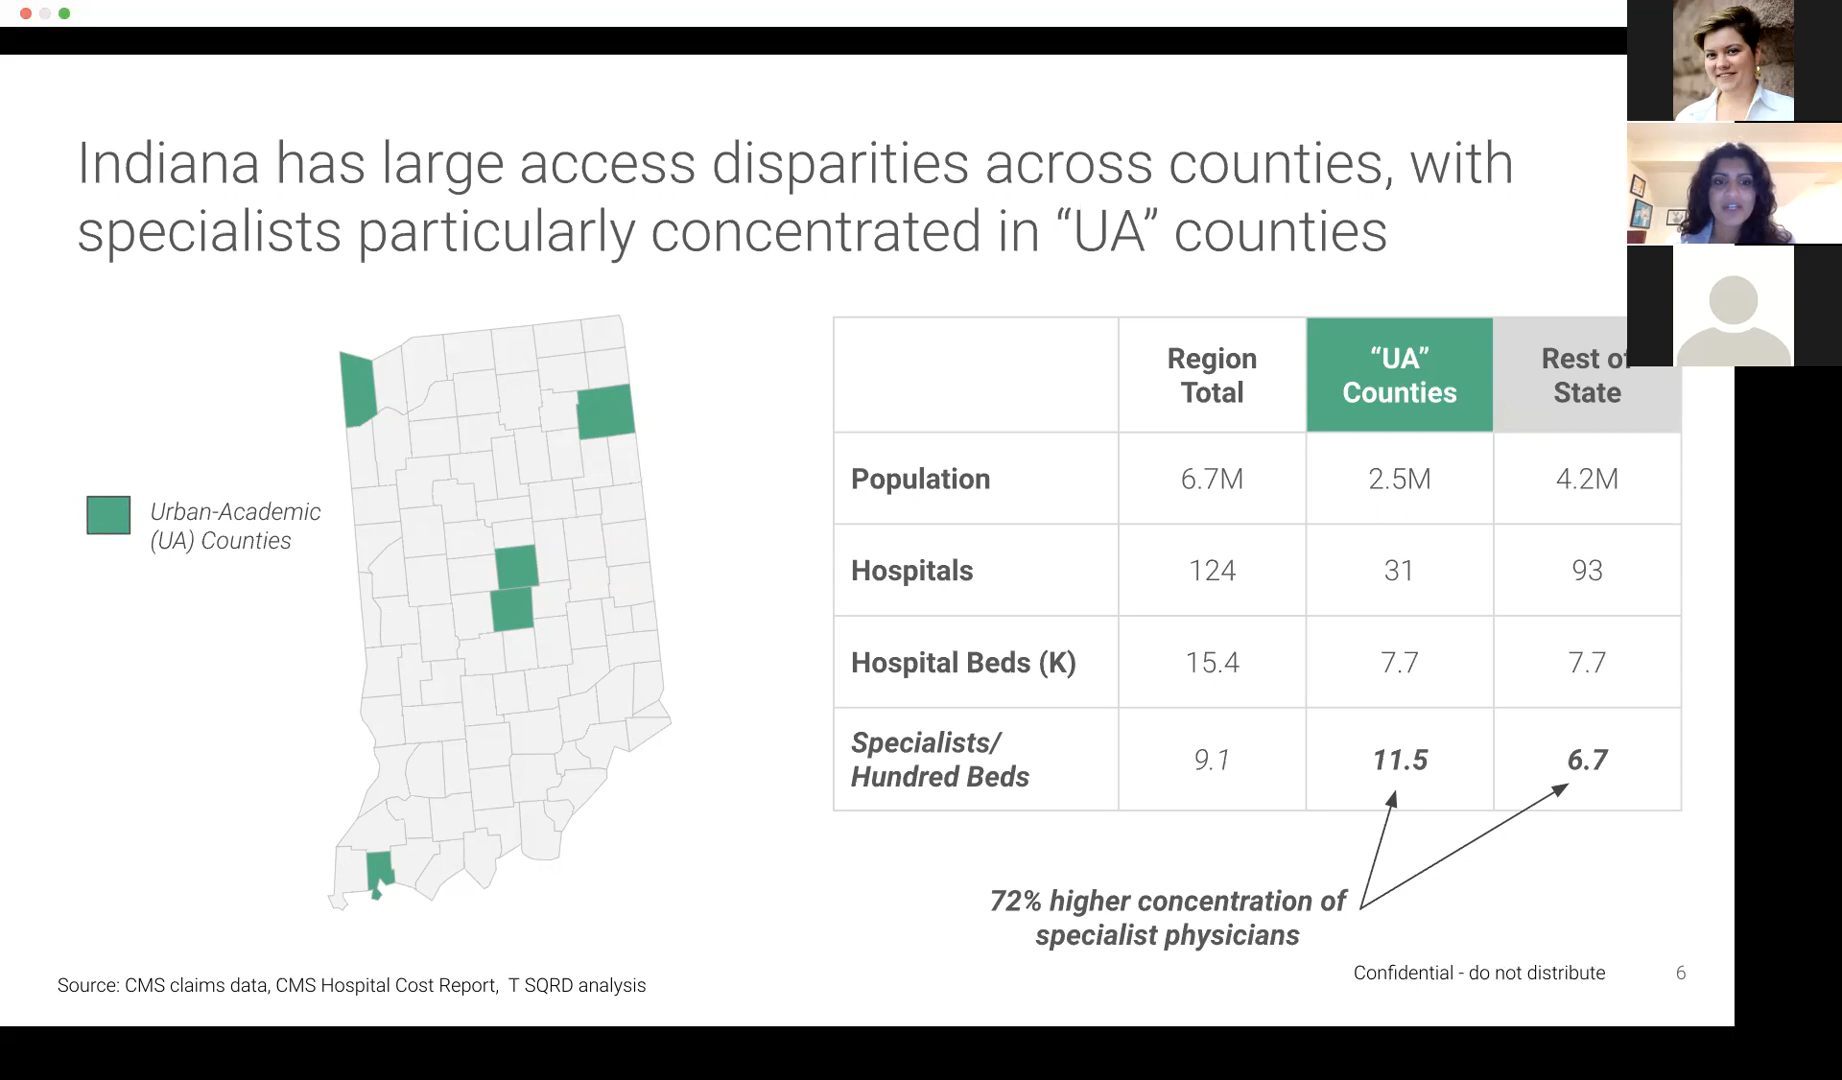 Indiana has large access disparities across counties, with
specialists particularly concentrated in “UA” counties
Urban-Academic
(UA) Counties
Region
Total
“UA”
Counties
Rest of
State
Population
6.7M
2.5M
4.2M
Hospitals
124
31
93
Hospital Beds (K)
15.4
7.7
7.7
Specialists/
Hundred Beds
9.1
11.5
6.7
72% higher concentration of
specialist physicians
Source: CMS claims data, CMS Hospital Cost Report, T SQRD analysis
Confidential - do not distribute
6